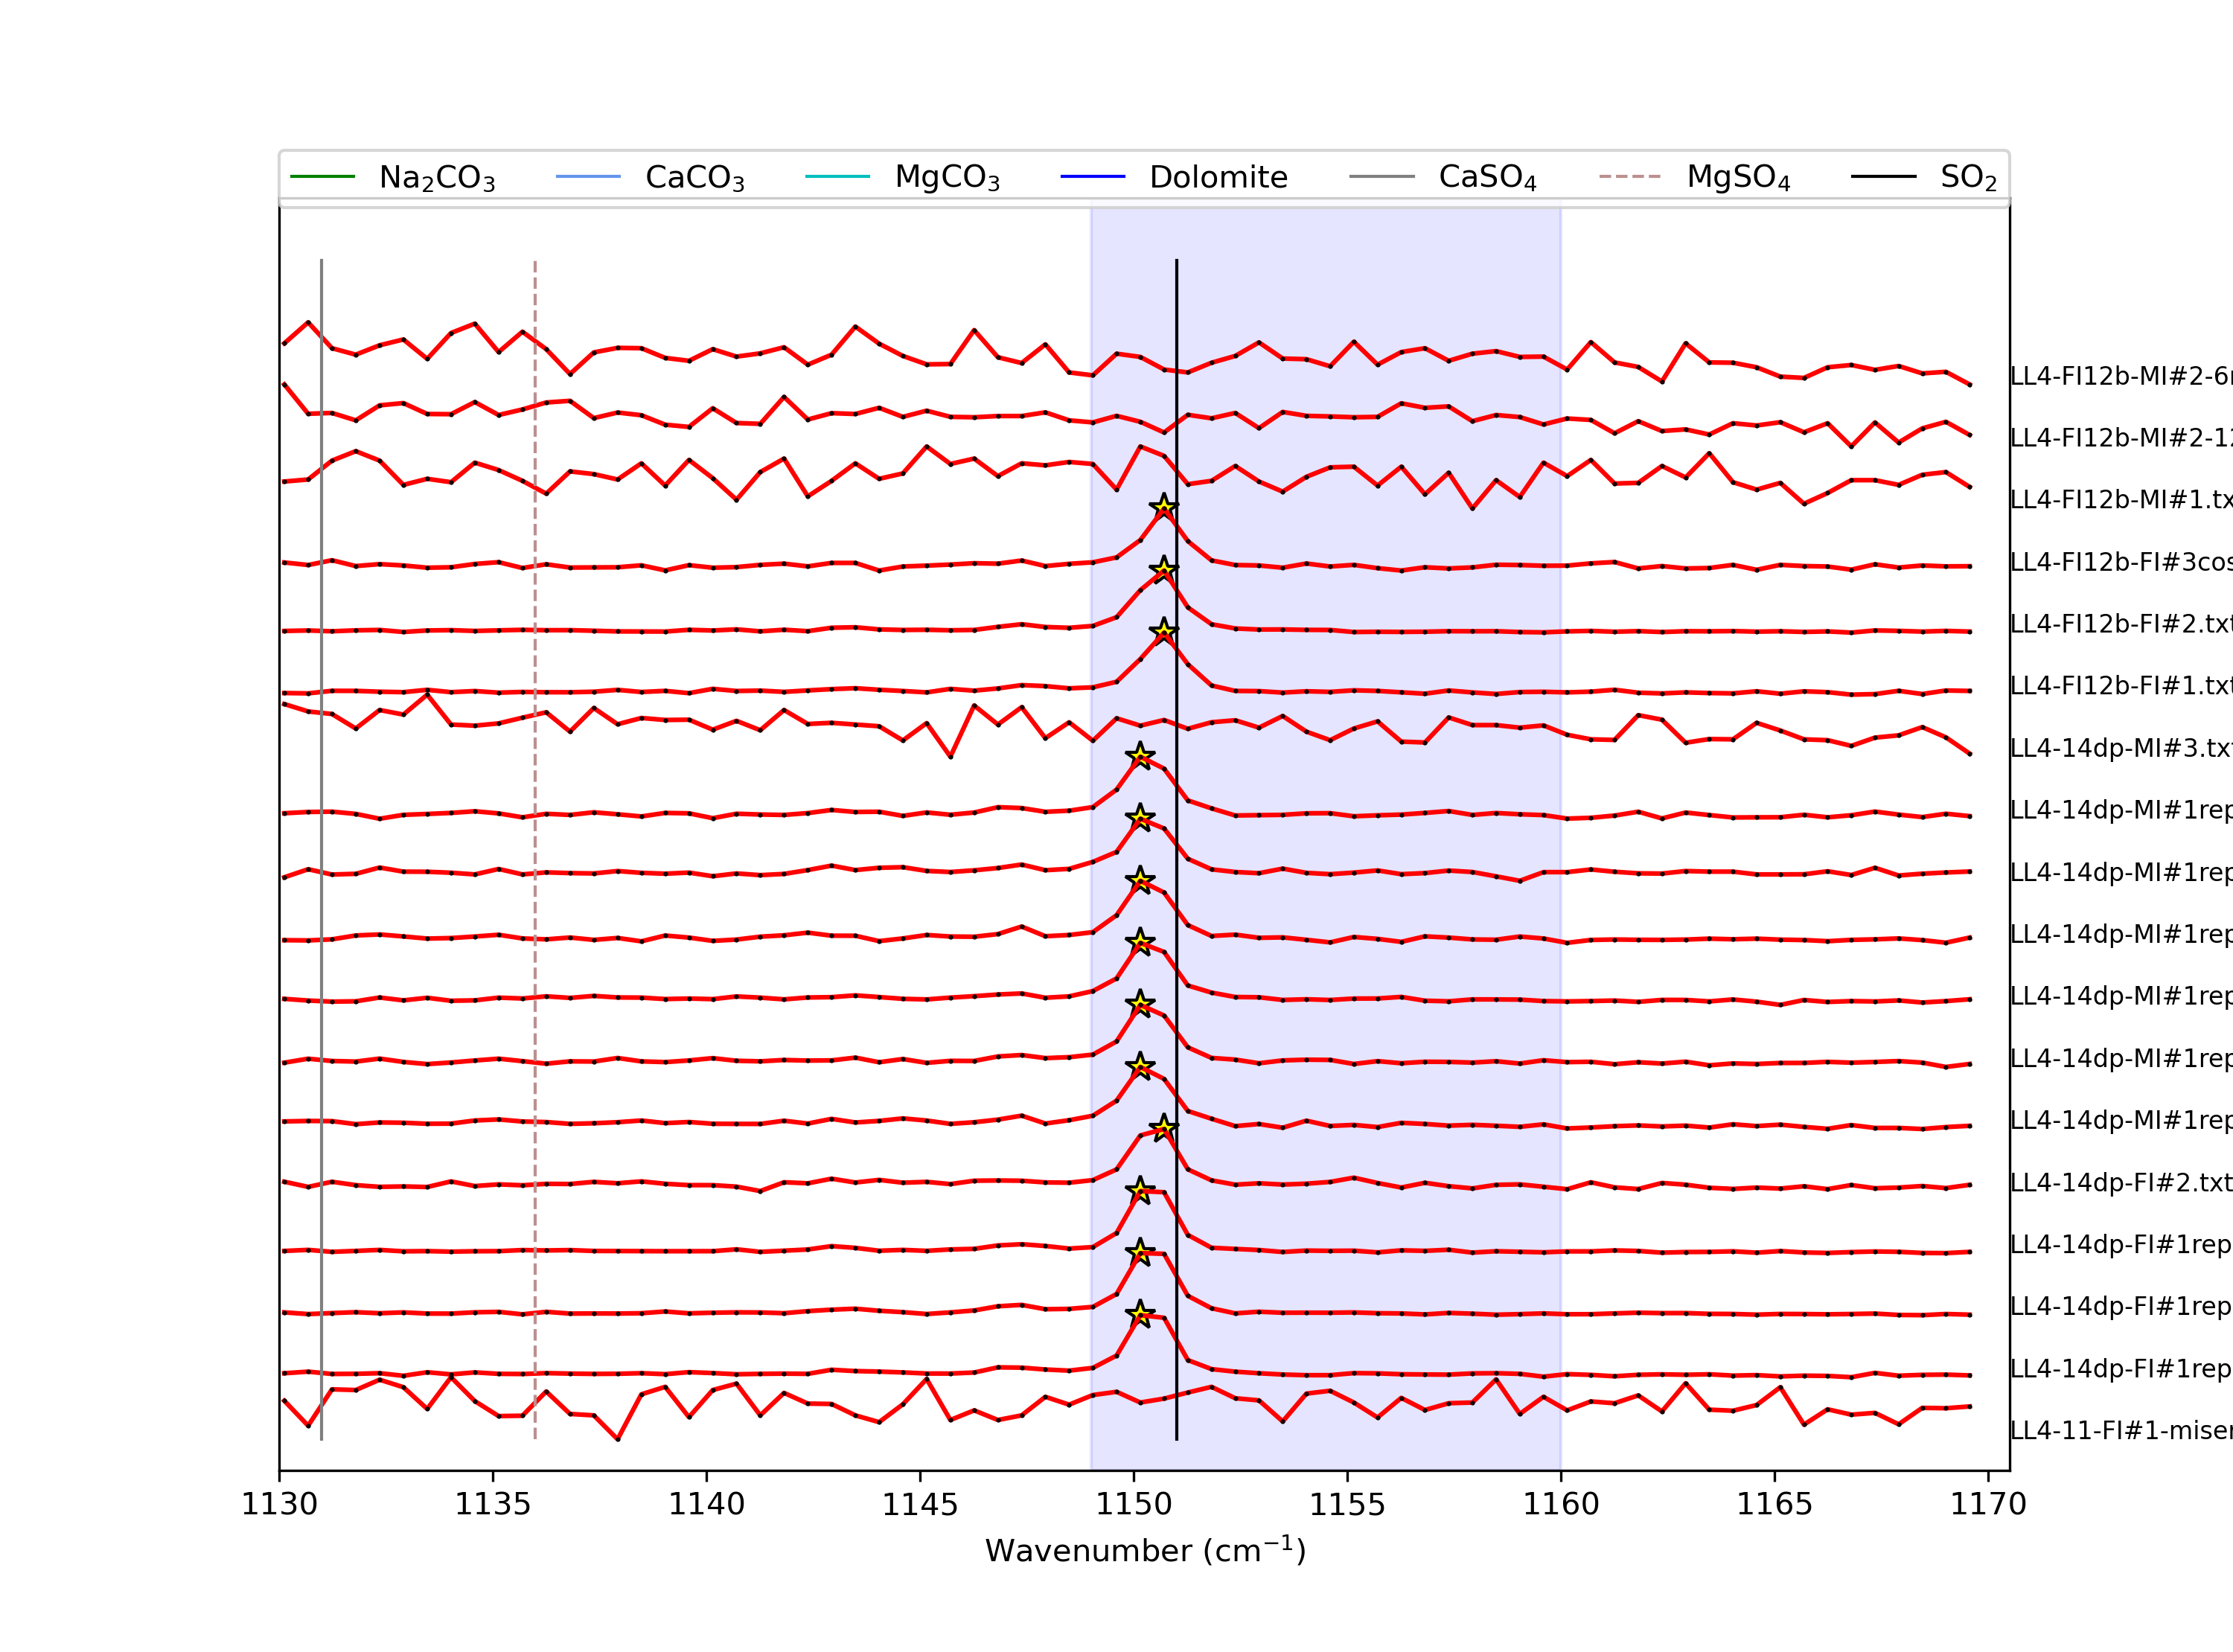 Na₂CO₃ CaCO₃ MgCO₃ Dolomite CaSO₄ MgSO₄ SO₂
LL4-FI12b-MI#2-6
LL4-FI12b-MI#2-12
LL4-FI12b-MI#1.tx
LL4-FI12b-FI#3cos
LL4-FI12b-FI#2.txt
LL4-FI12b-FI#1.txt
LL4-14dp-MI#3.txt
LL4-14dp-MI#1rep
LL4-14dp-MI#1rep
LL4-14dp-MI#1rep
LL4-14dp-MI#1rep
LL4-14dp-MI#1rep
LL4-14dp-MI#1rep
LL4-14dp-FI#2.txt
LL4-14dp-FI#1rep
LL4-14dp-FI#1rep
LL4-14dp-FI#1rep
LL4-11-FI#1-miser
1130 1135 1140 1145 1150 1155 1160 1165 1170
Wavenumber (cm⁻¹)